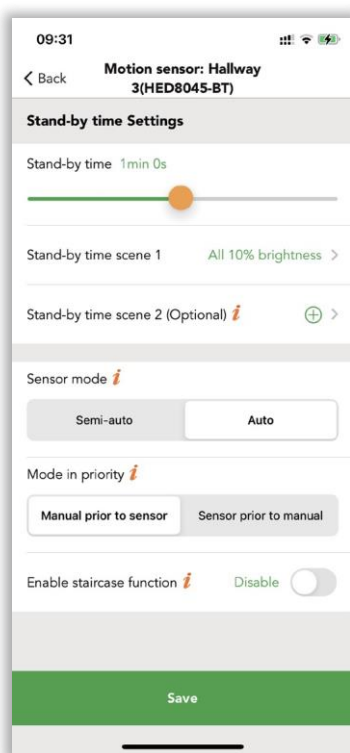 09:31
Back
Motion sensor: Hallway
3(HED8045-BT)
Stand-by time Settings
Stand-by time 1min 0s
Stand-by time scene 1 All 10% brightness
Stand-by time scene 2 (Optional) i
Sensor mode i
Semi-auto Auto
Mode in priority i
Manual prior to sensor Sensor prior to manual
Enable staircase function i Disable
Save